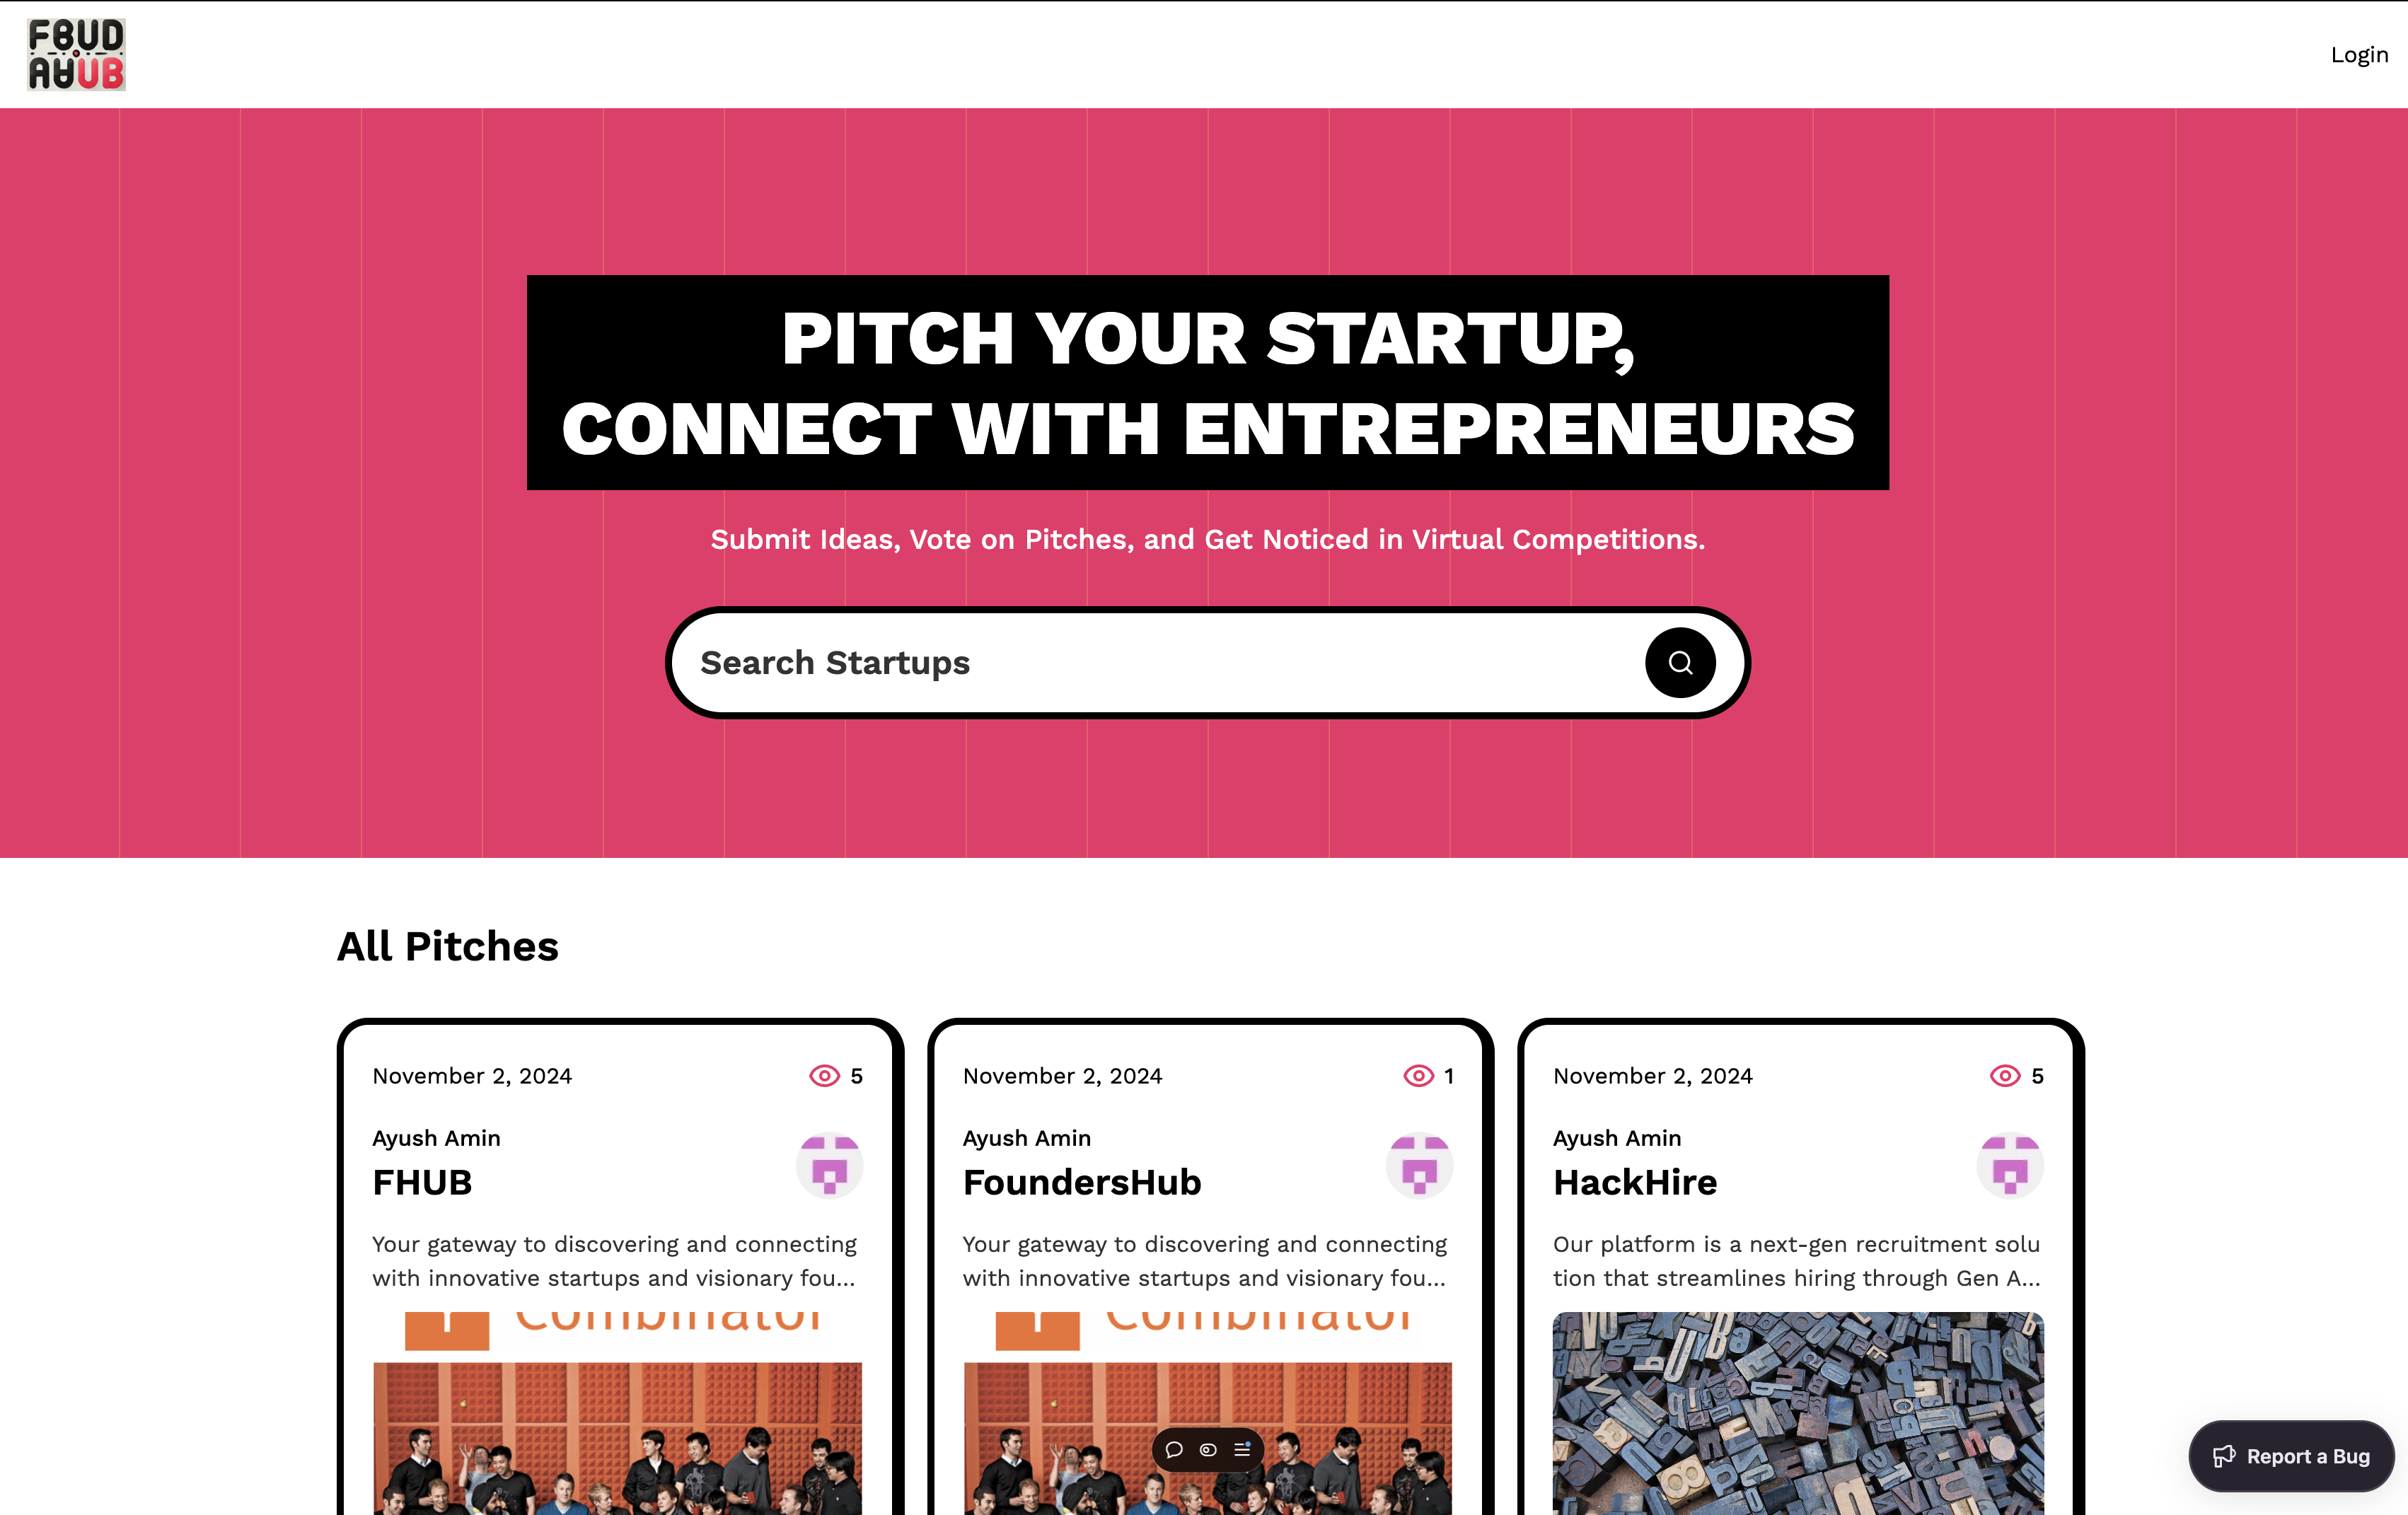 FBUD
UB
Login
PITCH YOUR STARTUP,
CONNECT WITH ENTREPRENEURS
Submit Ideas, Vote on Pitches, and Get Noticed in Virtual Competitions.
Search Startups
All Pitches
November 2, 2024 5
Ayush Amin
FHUB
Your gateway to discovering and connecting
with innovative startups and visionary fou...
Combinator
November 2, 2024 1
Ayush Amin
FoundersHub
Your gateway to discovering and connecting
with innovative startups and visionary fou...
Combinator
November 2, 2024 5
Ayush Amin
HackHire
Our platform is a next-gen recruitment solu
tion that streamlines hiring through Gen A...
Report a Bug